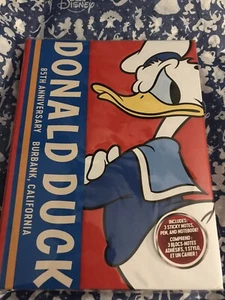 DISNEY
DONALD DUCK
85TH ANNIVERSARY BURBANK, CALIFORNIA
INCLUDES:
3 STICKY NOTES,
PEN, AND NOTEBOOK!
COMPREND :
3 BLOCS-NOTES
ADHÉSIFS, 1 STYLO,
ET UN CAHIER !